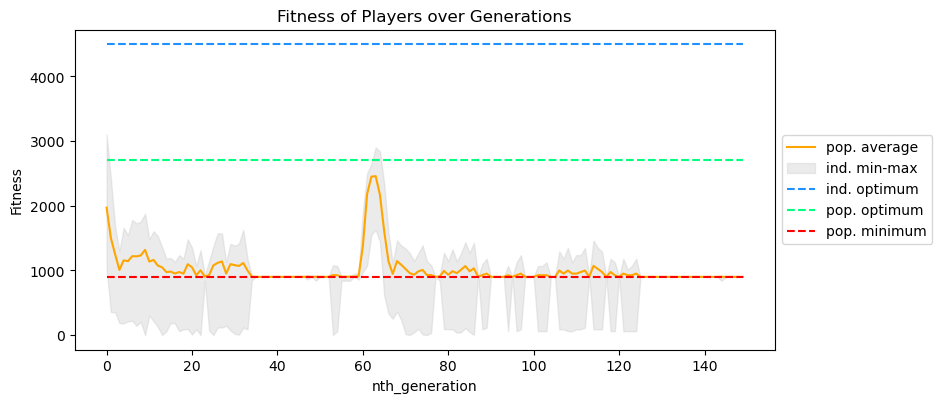 Fitness of Players over Generations
Fitness
4000
3000
2000
1000
0
0 20 40 60 80 100 120 140
nth_generation
pop. average
ind. min-max
ind. optimum
pop. optimum
pop. minimum